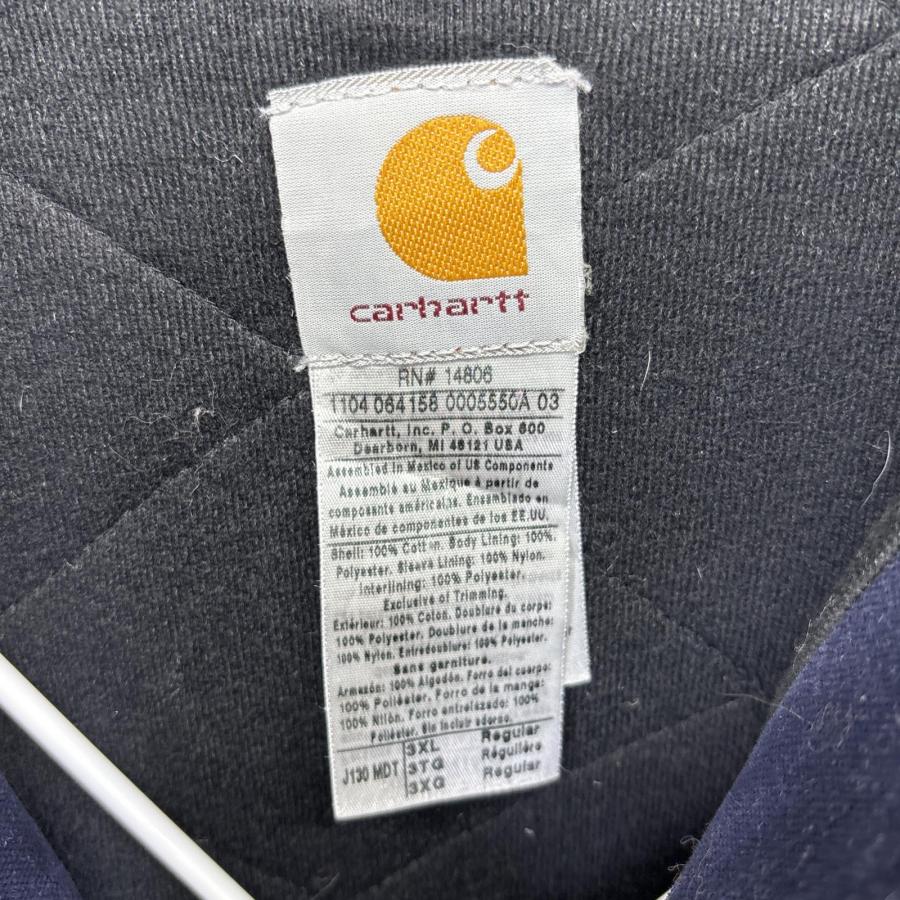 carhartt
RN# 14806
1104 064158 0005550A 03
Carhartt, Inc. P. O. Box 600
Dearborn, MI 48121 USA
Assembled in Mexico of US Components
Assemblé au Mexique à partir de
composants américains. Ensamblado en
México de componentes de los EE.UU.
Shell: 100% Cotton. Body Lining: 100%
Polyester. Sleeve Lining: 100% Nylon.
Interlining: 100% Polyester.
Exclusive of Trimming.
Extérieur: 100% Coton. Doublure du corps:
100% Polyester. Doublure de la manche:
100% Nylon. Entredoublure: 100% Polyester.
Sans garniture.
Armazón: 100% Algodón. Forro del cuerpo:
100% Poliéster. Forro de la manga:
100% Nilón. Forro entrelazado: 100%
Poliéster. Sin incluir adorno.
J130 MDT 3XL Regular
3TG Régulière
3XG Regular